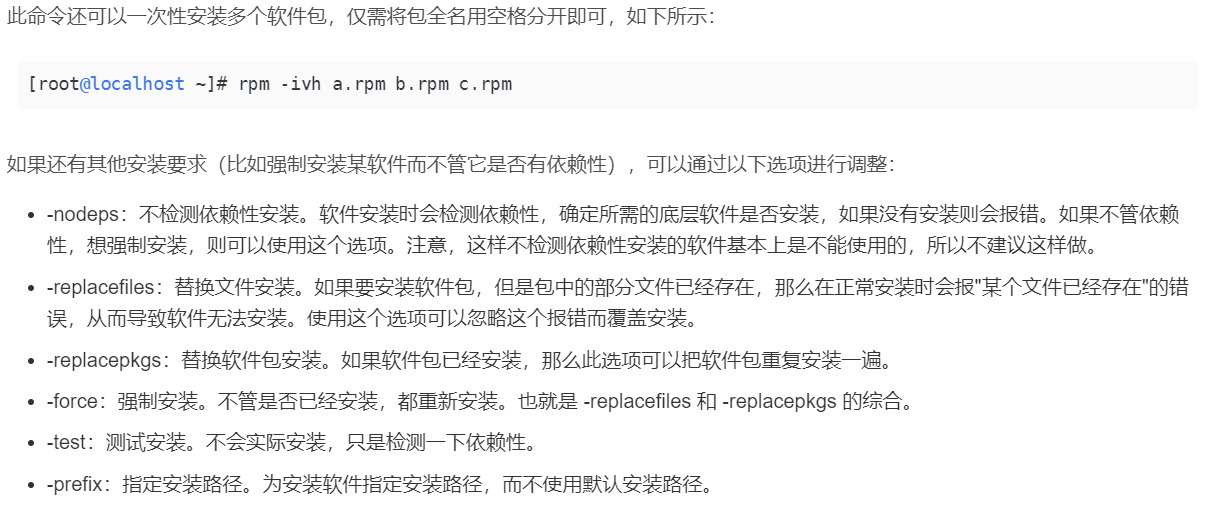 此命令还可以一次性安装多个软件包，仅需将包全名用空格分开即可，如下所示：
[root@localhost ~]# rpm -ivh a.rpm b.rpm c.rpm
如果还有其他安装要求（比如强制安装某软件而不管它是否有依赖性），可以通过以下选项进行调整：
• -nodeps：不检测依赖性安装。软件安装时会检测依赖性，确定所需的底层软件是否安装，如果没有安装则会报错。如果不管依赖
性，想强制安装，则可以使用这个选项。注意，这样不检测依赖性安装的软件基本上是不能使用的，所以不建议这样做。
• -replacefiles：替换文件安装。如果要安装软件包，但是包中的部分文件已经存在，那么在正常安装时会报"某个文件已经存在"的错
误，从而导致软件无法安装。使用这个选项可以忽略这个报错而覆盖安装。
• -replacepkgs：替换软件包安装。如果软件包已经安装，那么此选项可以把软件包重复安装一遍。
• -force：强制安装。不管是否已经安装，都重新安装。也就是 -replacefiles 和 -replacepkgs 的综合。
• -test：测试安装。不会实际安装，只是检测一下依赖性。
• -prefix：指定安装路径。为安装软件指定安装路径，而不使用默认安装路径。